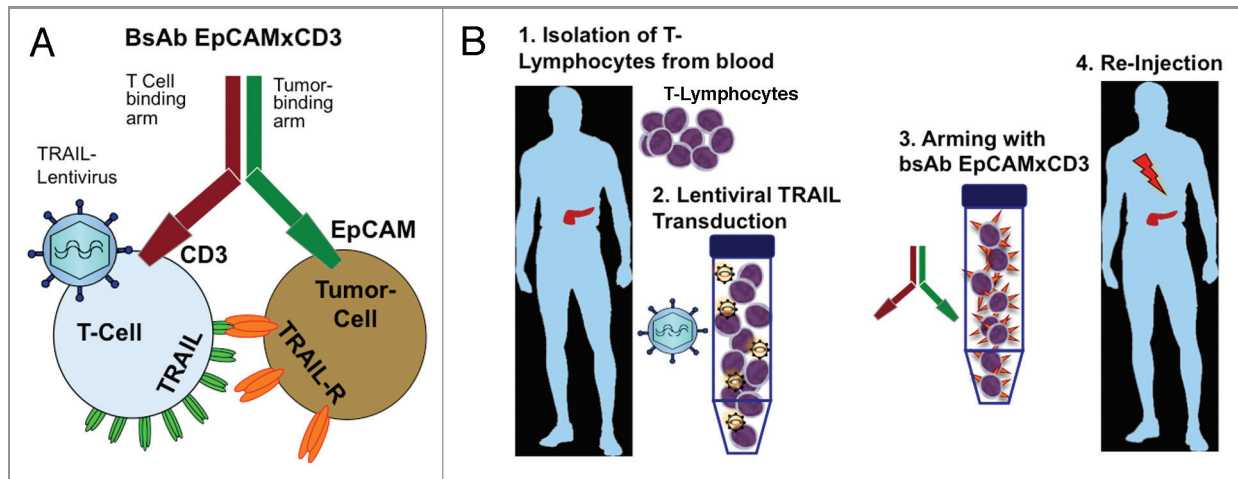 A
BsAb EpCAMxCD3
T Cell
binding
arm
Tumor-
binding
arm
TRAIL-
Lentivirus
CD3
EpCAM
T-Cell
Tumor-
Cell
TRAIL
TRAIL-R
B
1. Isolation of T-
Lymphocytes from blood
T-Lymphocytes
2. Lentiviral TRAIL
Transduction
3. Arming with
bsAb EpCAMxCD3
4. Re-Injection